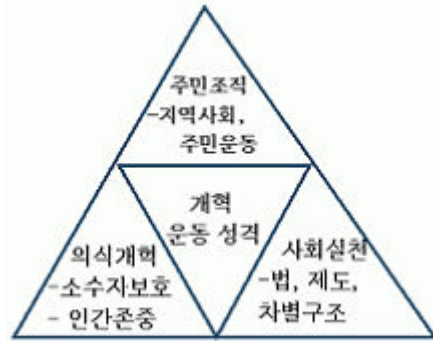 주민조직
-지역사회,
주민운동
개혁
운동 성격
의식개혁
-소수자보호
- 인간존중
사회실천
-법, 제도,
차별구조